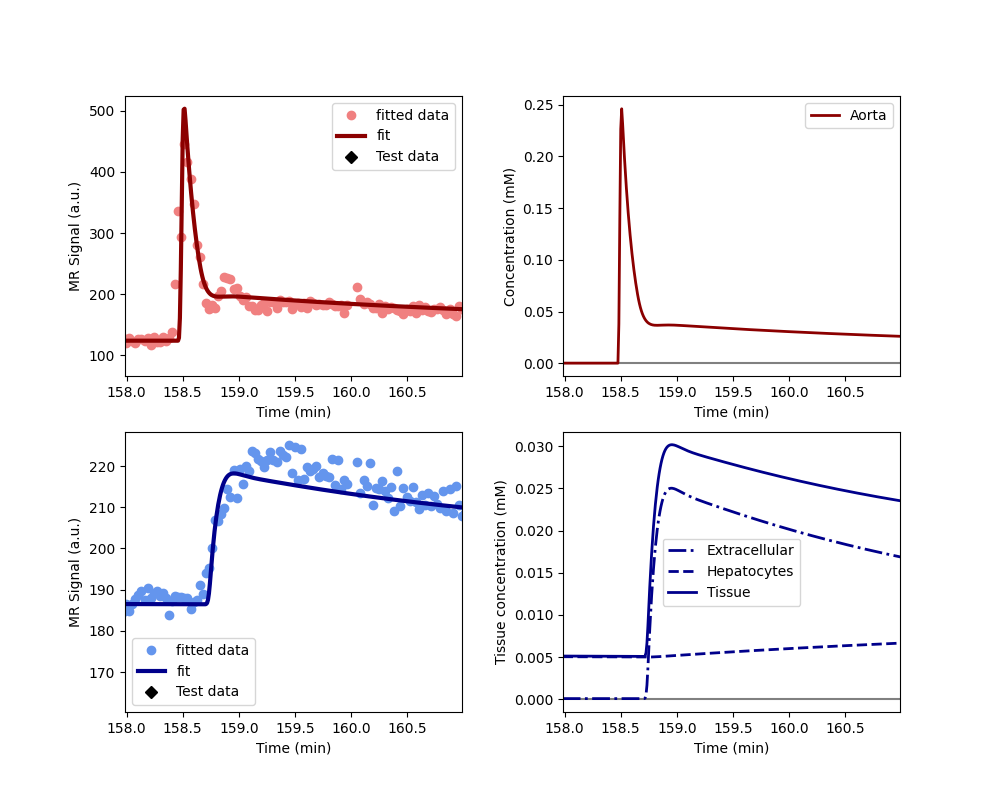 500
400
300
200
100
MR Signal (a.u.)
fitted data
fit
Test data
158.0 158.5 159.0 159.5 160.0 160.5
Time (min)
0.25
0.20
0.15
0.10
0.05
0.00
Concentration (mM)
Aorta
158.0 158.5 159.0 159.5 160.0 160.5
Time (min)
220
210
200
190
180
170
MR Signal (a.u.)
fitted data
fit
Test data
158.0 158.5 159.0 159.5 160.0 160.5
Time (min)
0.030
0.025
0.020
0.015
0.010
0.005
0.000
Tissue concentration (mM)
Extracellular
Hepatocytes
Tissue
158.0 158.5 159.0 159.5 160.0 160.5
Time (min)